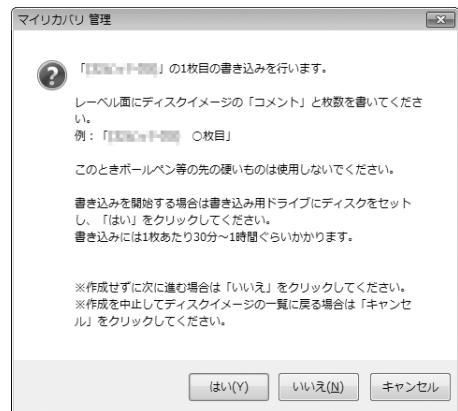 マイリカバリ 管理
「」の1枚目の書き込みを行います。
レーベル面にディスクイメージの「コメント」と枚数を書いてくださ
い。
例：「 ○枚目」
このときボールペン等の先の硬いものは使用しないでください。
書き込みを開始する場合は書き込み用ドライブにディスクをセット
し、「はい」をクリックしてください。
書き込みには1枚あたり30分～1時間ぐらいかかります。
※作成せずに次に進む場合は「いいえ」をクリックしてください。
※作成を中止してディスクイメージの一覧に戻る場合は「キャンセ
ル」をクリックしてください。
はい(Y) いいえ(N) キャンセル